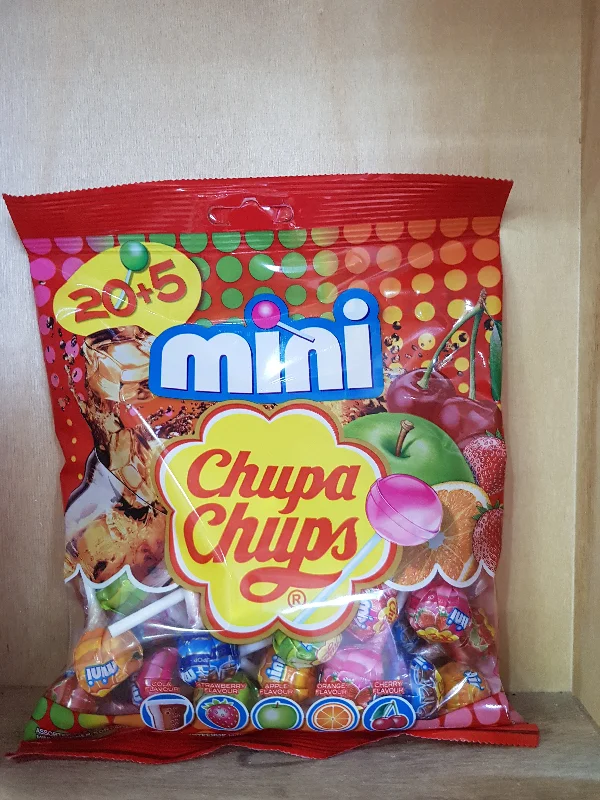 20+5
mini
Chupa
Chups
®
COLA FLAVOUR
STRAWBERRY FLAVOUR
APPLE FLAVOUR
ORANGE FLAVOUR
CHERRY FLAVOUR